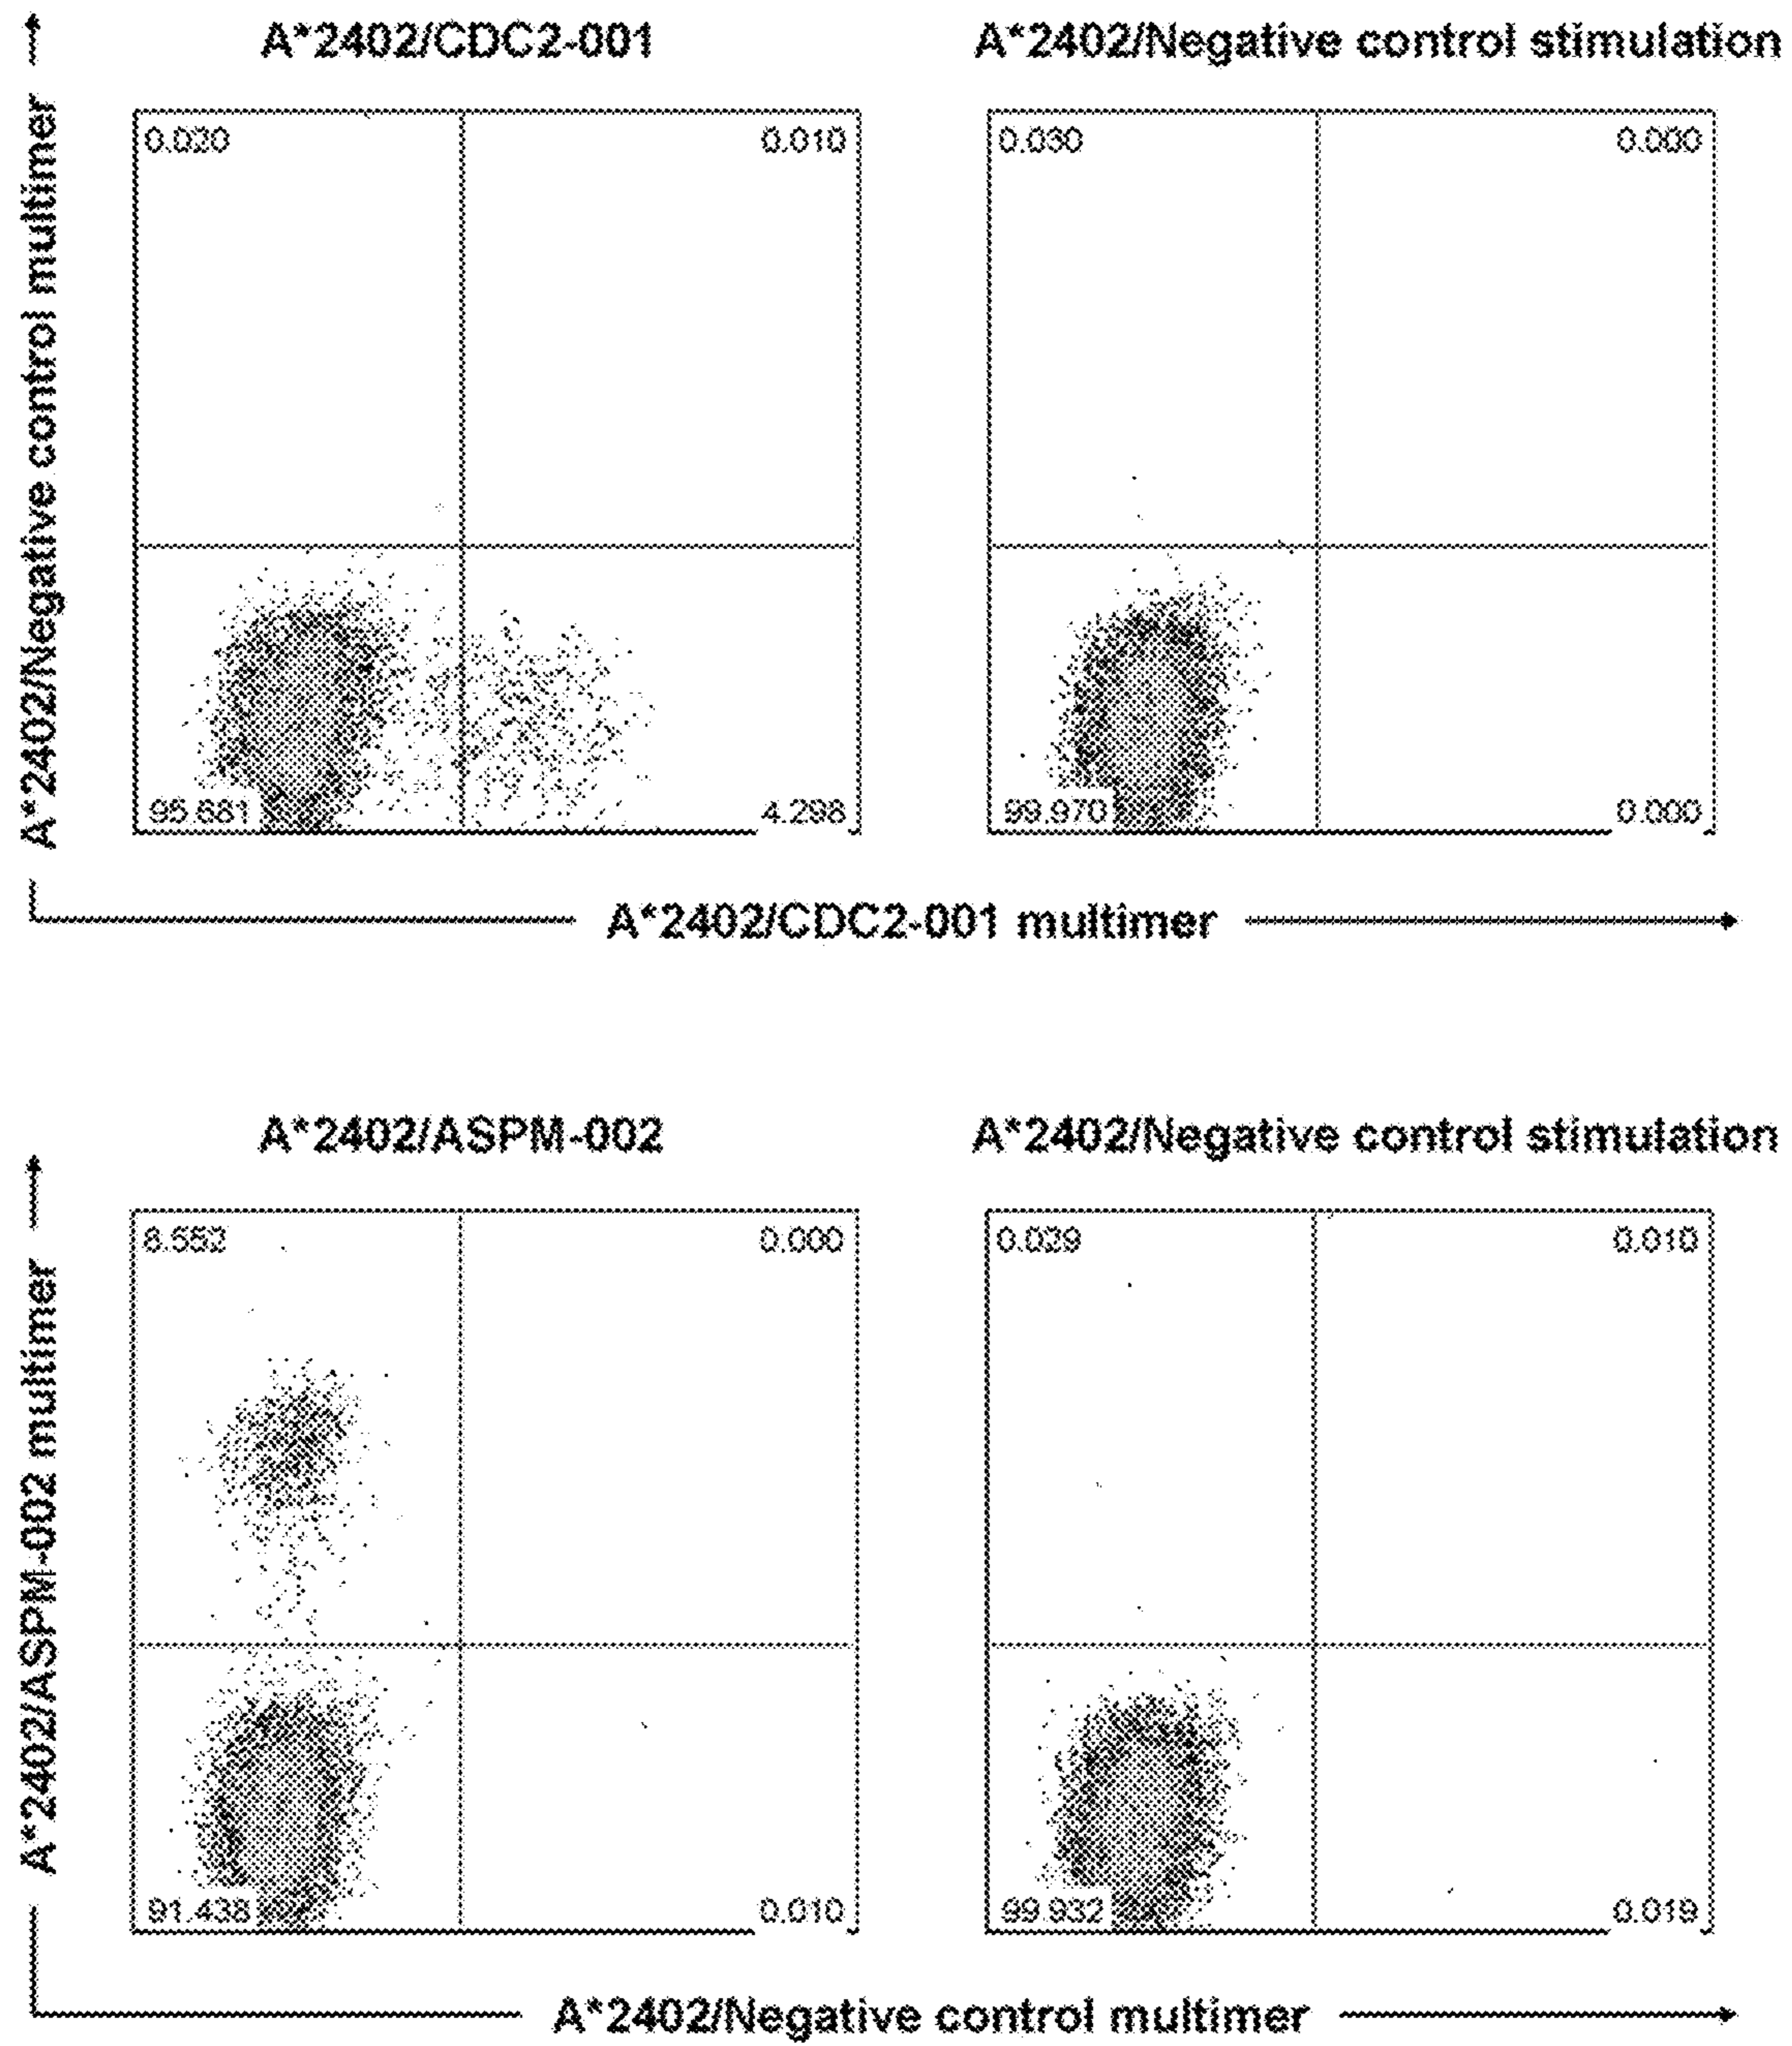 A*2402/CDC2-001
A*2402/Negative control stimulation
A*2402/Negative control multimer
0.020
0.010
95.681
4.298
0.030
0.000
99.970
0.000
A*2402/CDC2-001 multimer
A*2402/ASPM-002
A*2402/Negative control stimulation
A*2402/ASPM-002 multimer
8.552
0.000
91.438
0.010
0.039
0.010
99.932
0.019
A*2402/Negative control multimer